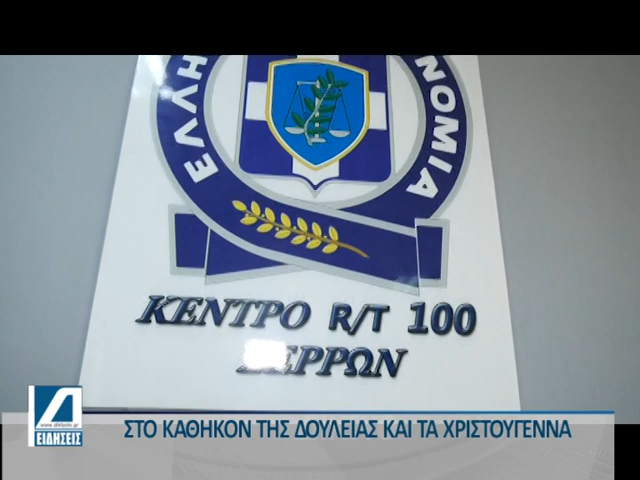 ΕΛΛΗ ΝΟΜΙΑ
ΚΕΝΤΡΟ R/T 100
ΣΕΡΡΩΝ
ΣΤΟ ΚΑΘΗΚΟΝ ΤΗΣ ΔΟΥΛΕΙΑΣ ΚΑΙ ΤΑ ΧΡΙΣΤΟΥΓΕΝΝΑ
ΕΙΔΗΣΕΙΣ